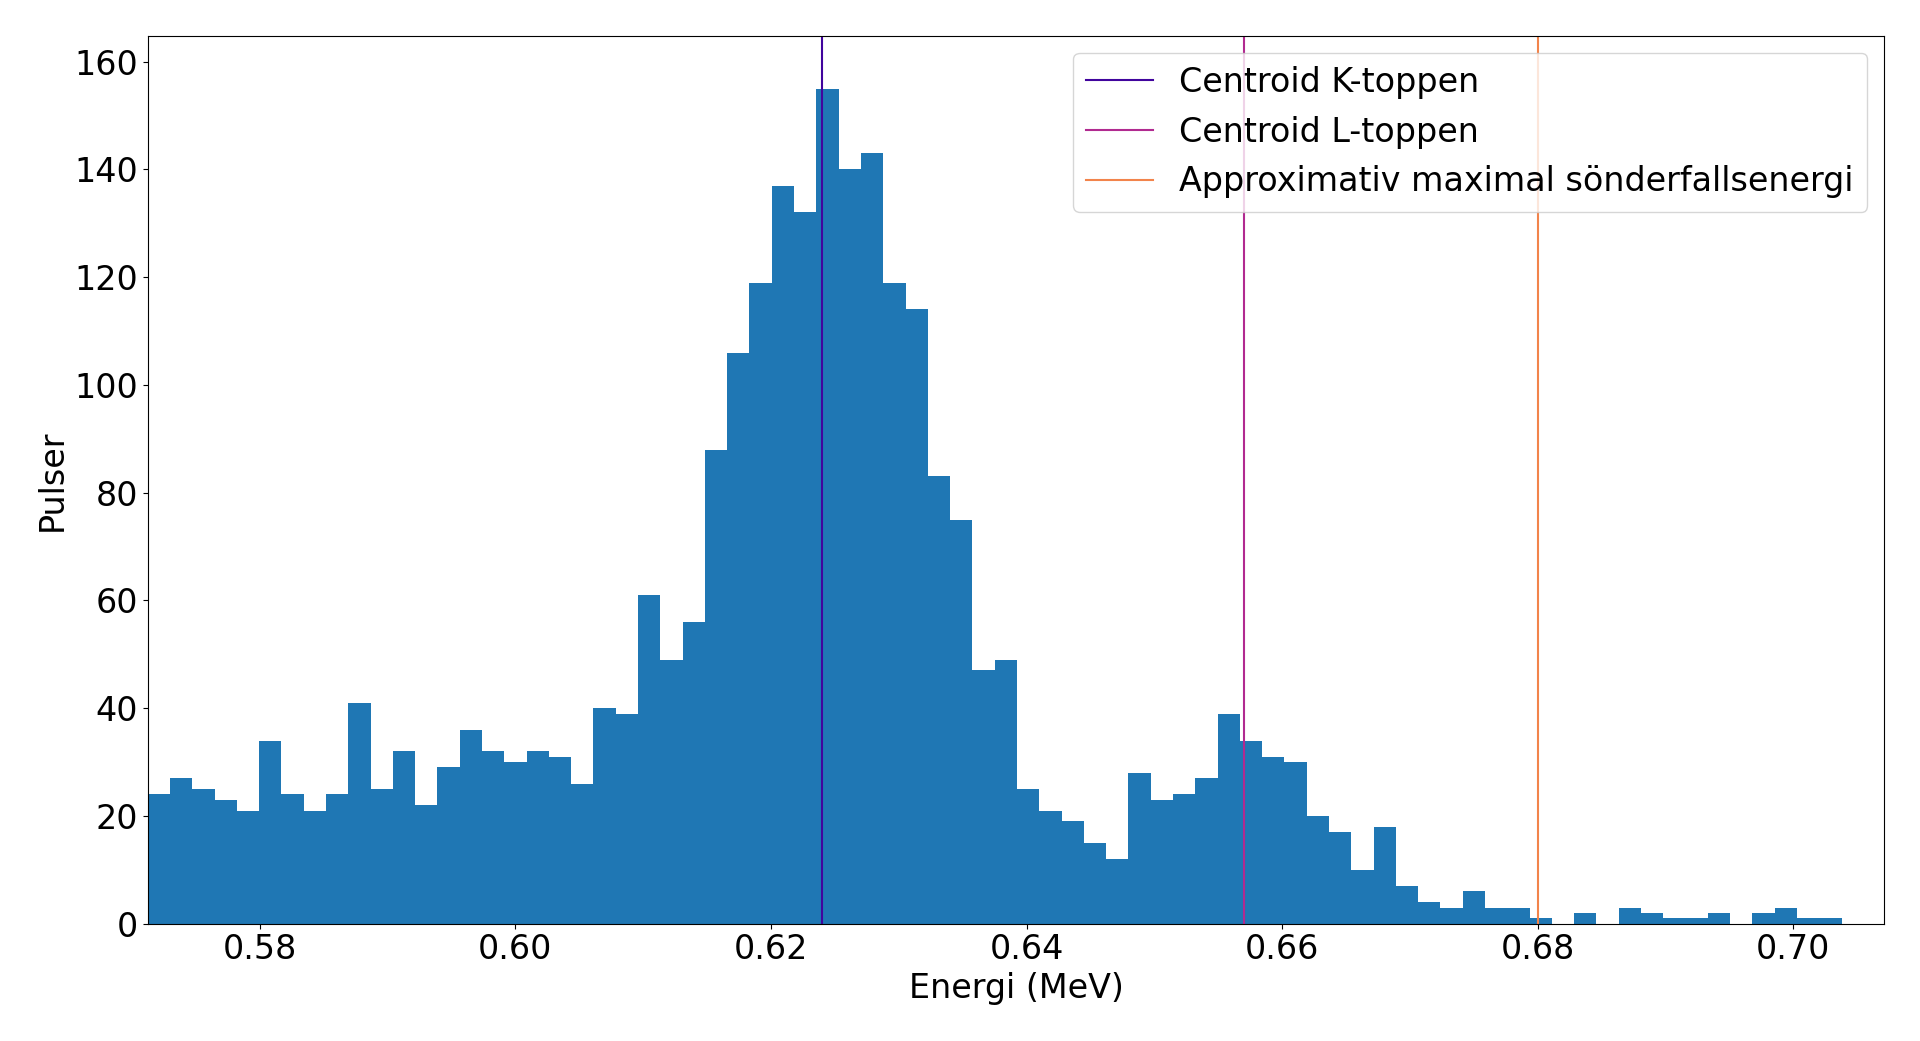 Centroid K-toppen
Centroid L-toppen
Approximativ maximal sönderfallsenergi
160
140
120
100
80
60
40
20
0
Pulser
0.58 0.60 0.62 0.64 0.66 0.68 0.70
Energi (MeV)